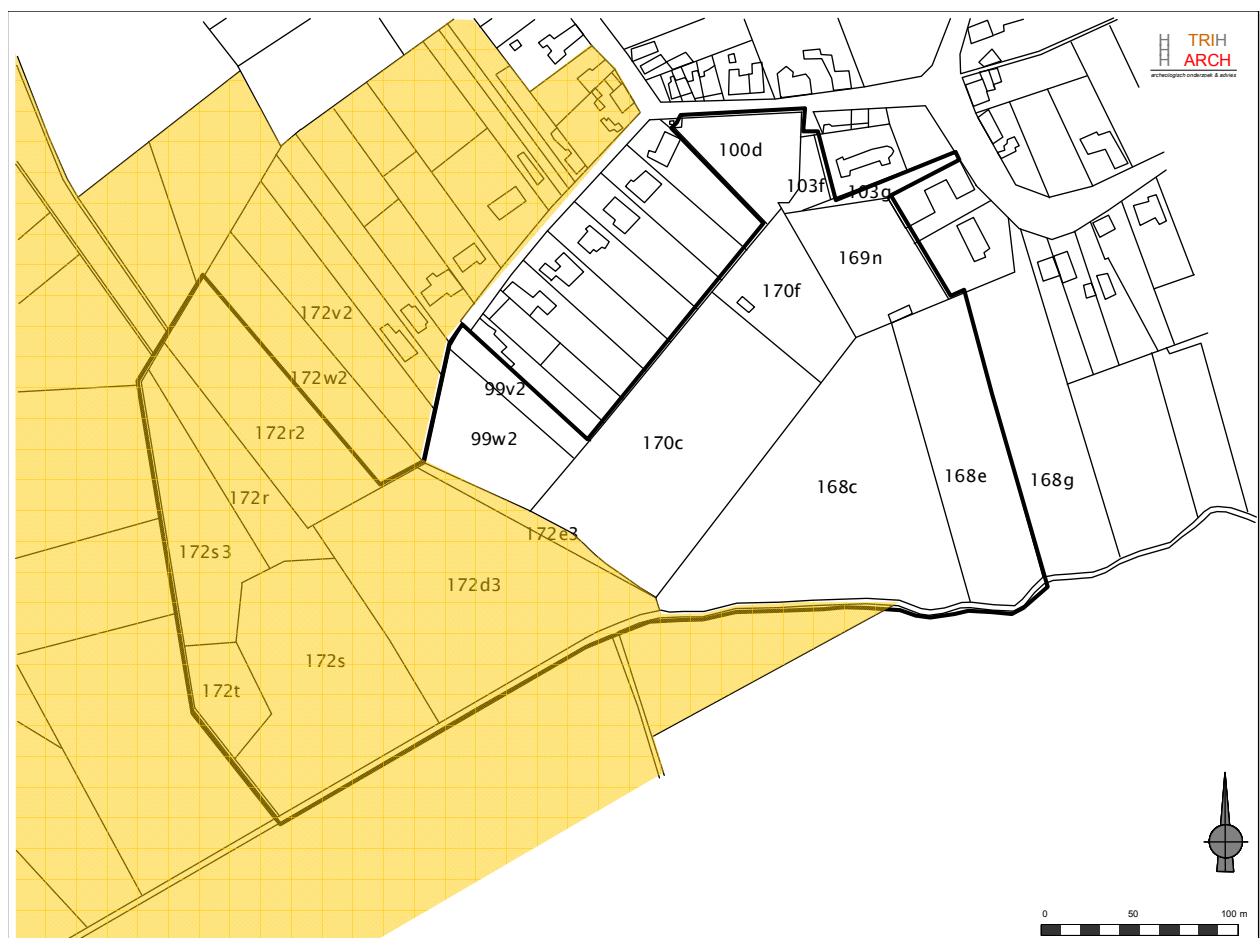 TRIH
ARCH
archeologisch onderzoek & advies
100d
103f
103g
169n
170f
172v2
172w2
99v2
99w2
172r2
170c
168c
168e
168g
172r
172s3
172e3
172d3
172s
172t
0 50 100 m